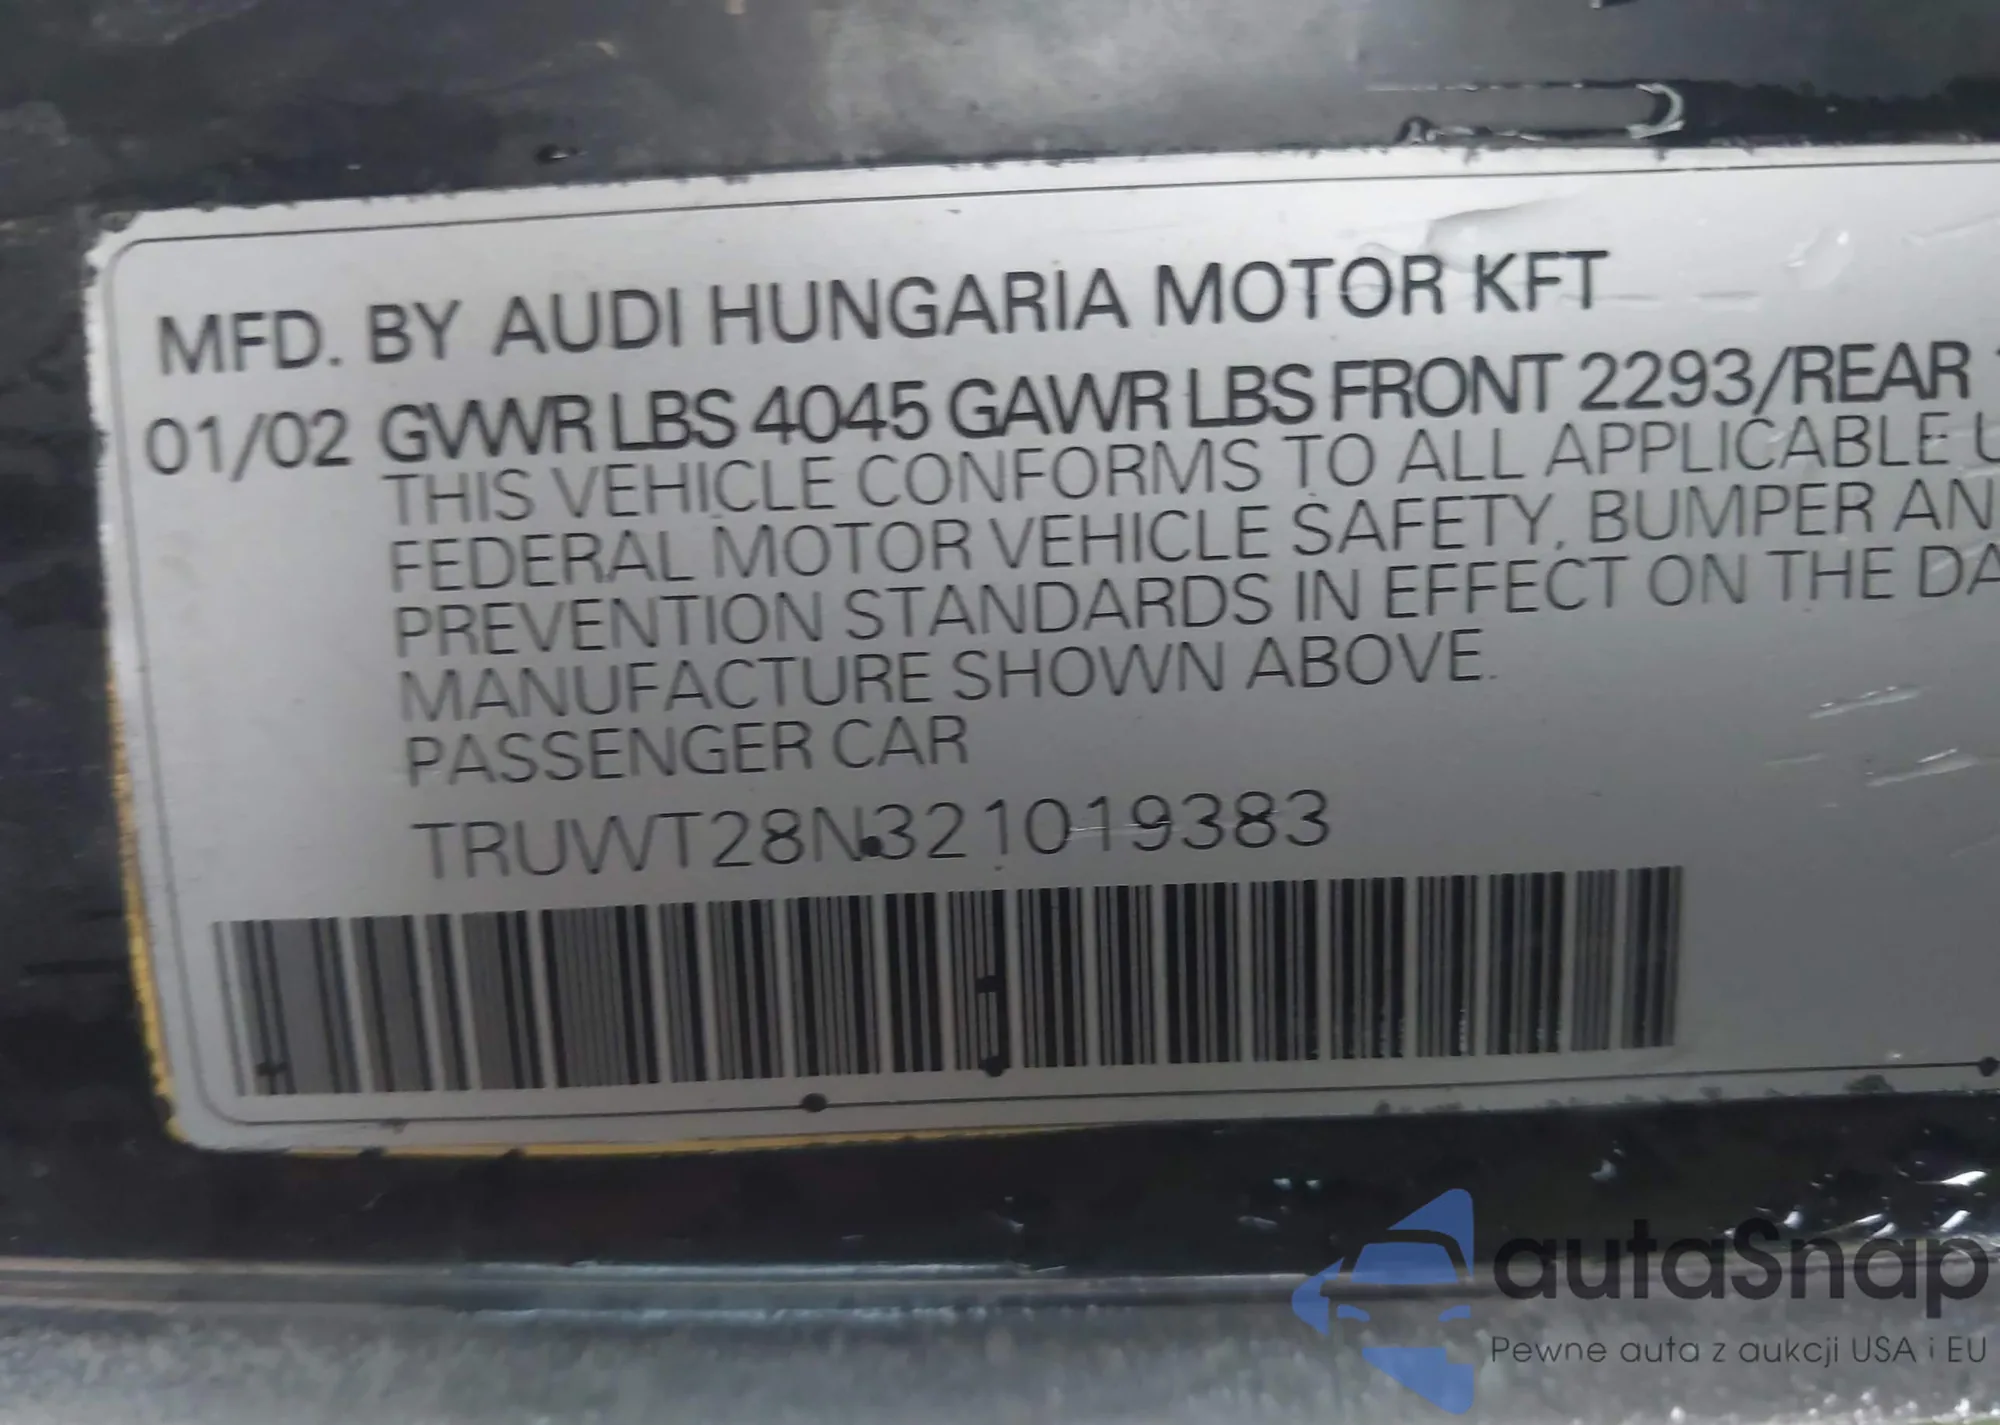 MFD. BY AUDI HUNGARIA MOTOR KFT
01/02 GVWR LBS 4045 GAWR LBS FRONT 2293/REAR
THIS VEHICLE CONFORMS TO ALL APPLICABLE
FEDERAL MOTOR VEHICLE SAFETY, BUMPER
PREVENTION STANDARDS IN EFFECT ON THE
MANUFACTURE SHOWN ABOVE.
PASSENGER CAR
TRUWT28N321019383
autaSnap
Pewne auta z aukcji USA i EU